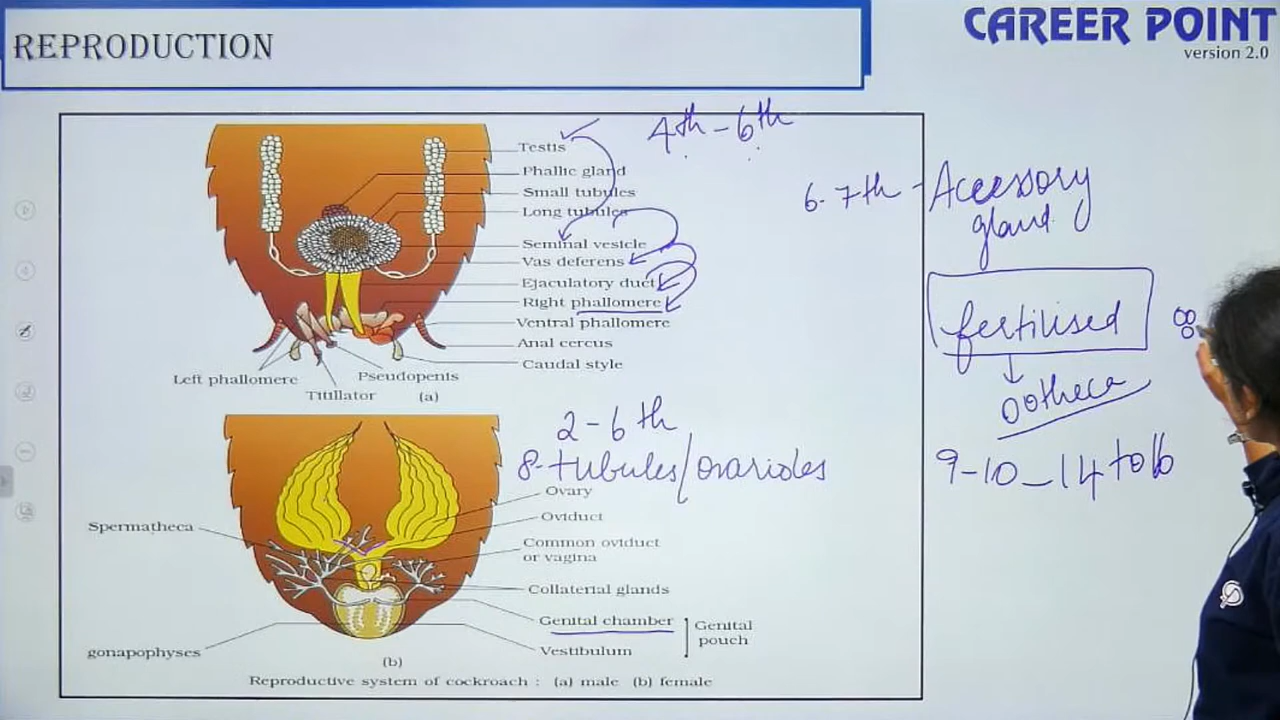 REPRODUCTION
CAREER POINT
version 2.0
4th - 6th
6-7th - Accessory
gland
Testis
Phallic gland
Small tubules
Long tubules
Seminal vesicle
Vas deferens
Ejaculatory duct
Right phallomere
Ventral phallomere
Anal cercus
Caudal style
Left phallomere
Pseudopenis
Titillator
(a)
fertilised
Ootheca
9-10 - 14 to 16
2 - 6th
8-tubules/ovarioles
Ovary
Oviduct
Common oviduct
or vagina
Spermatheca
Collaterial glands
Genital chamber
Genital
pouch
Vestibulum
gonapophyses
(b)
Reproductive system of cockroach : (a) male (b) female